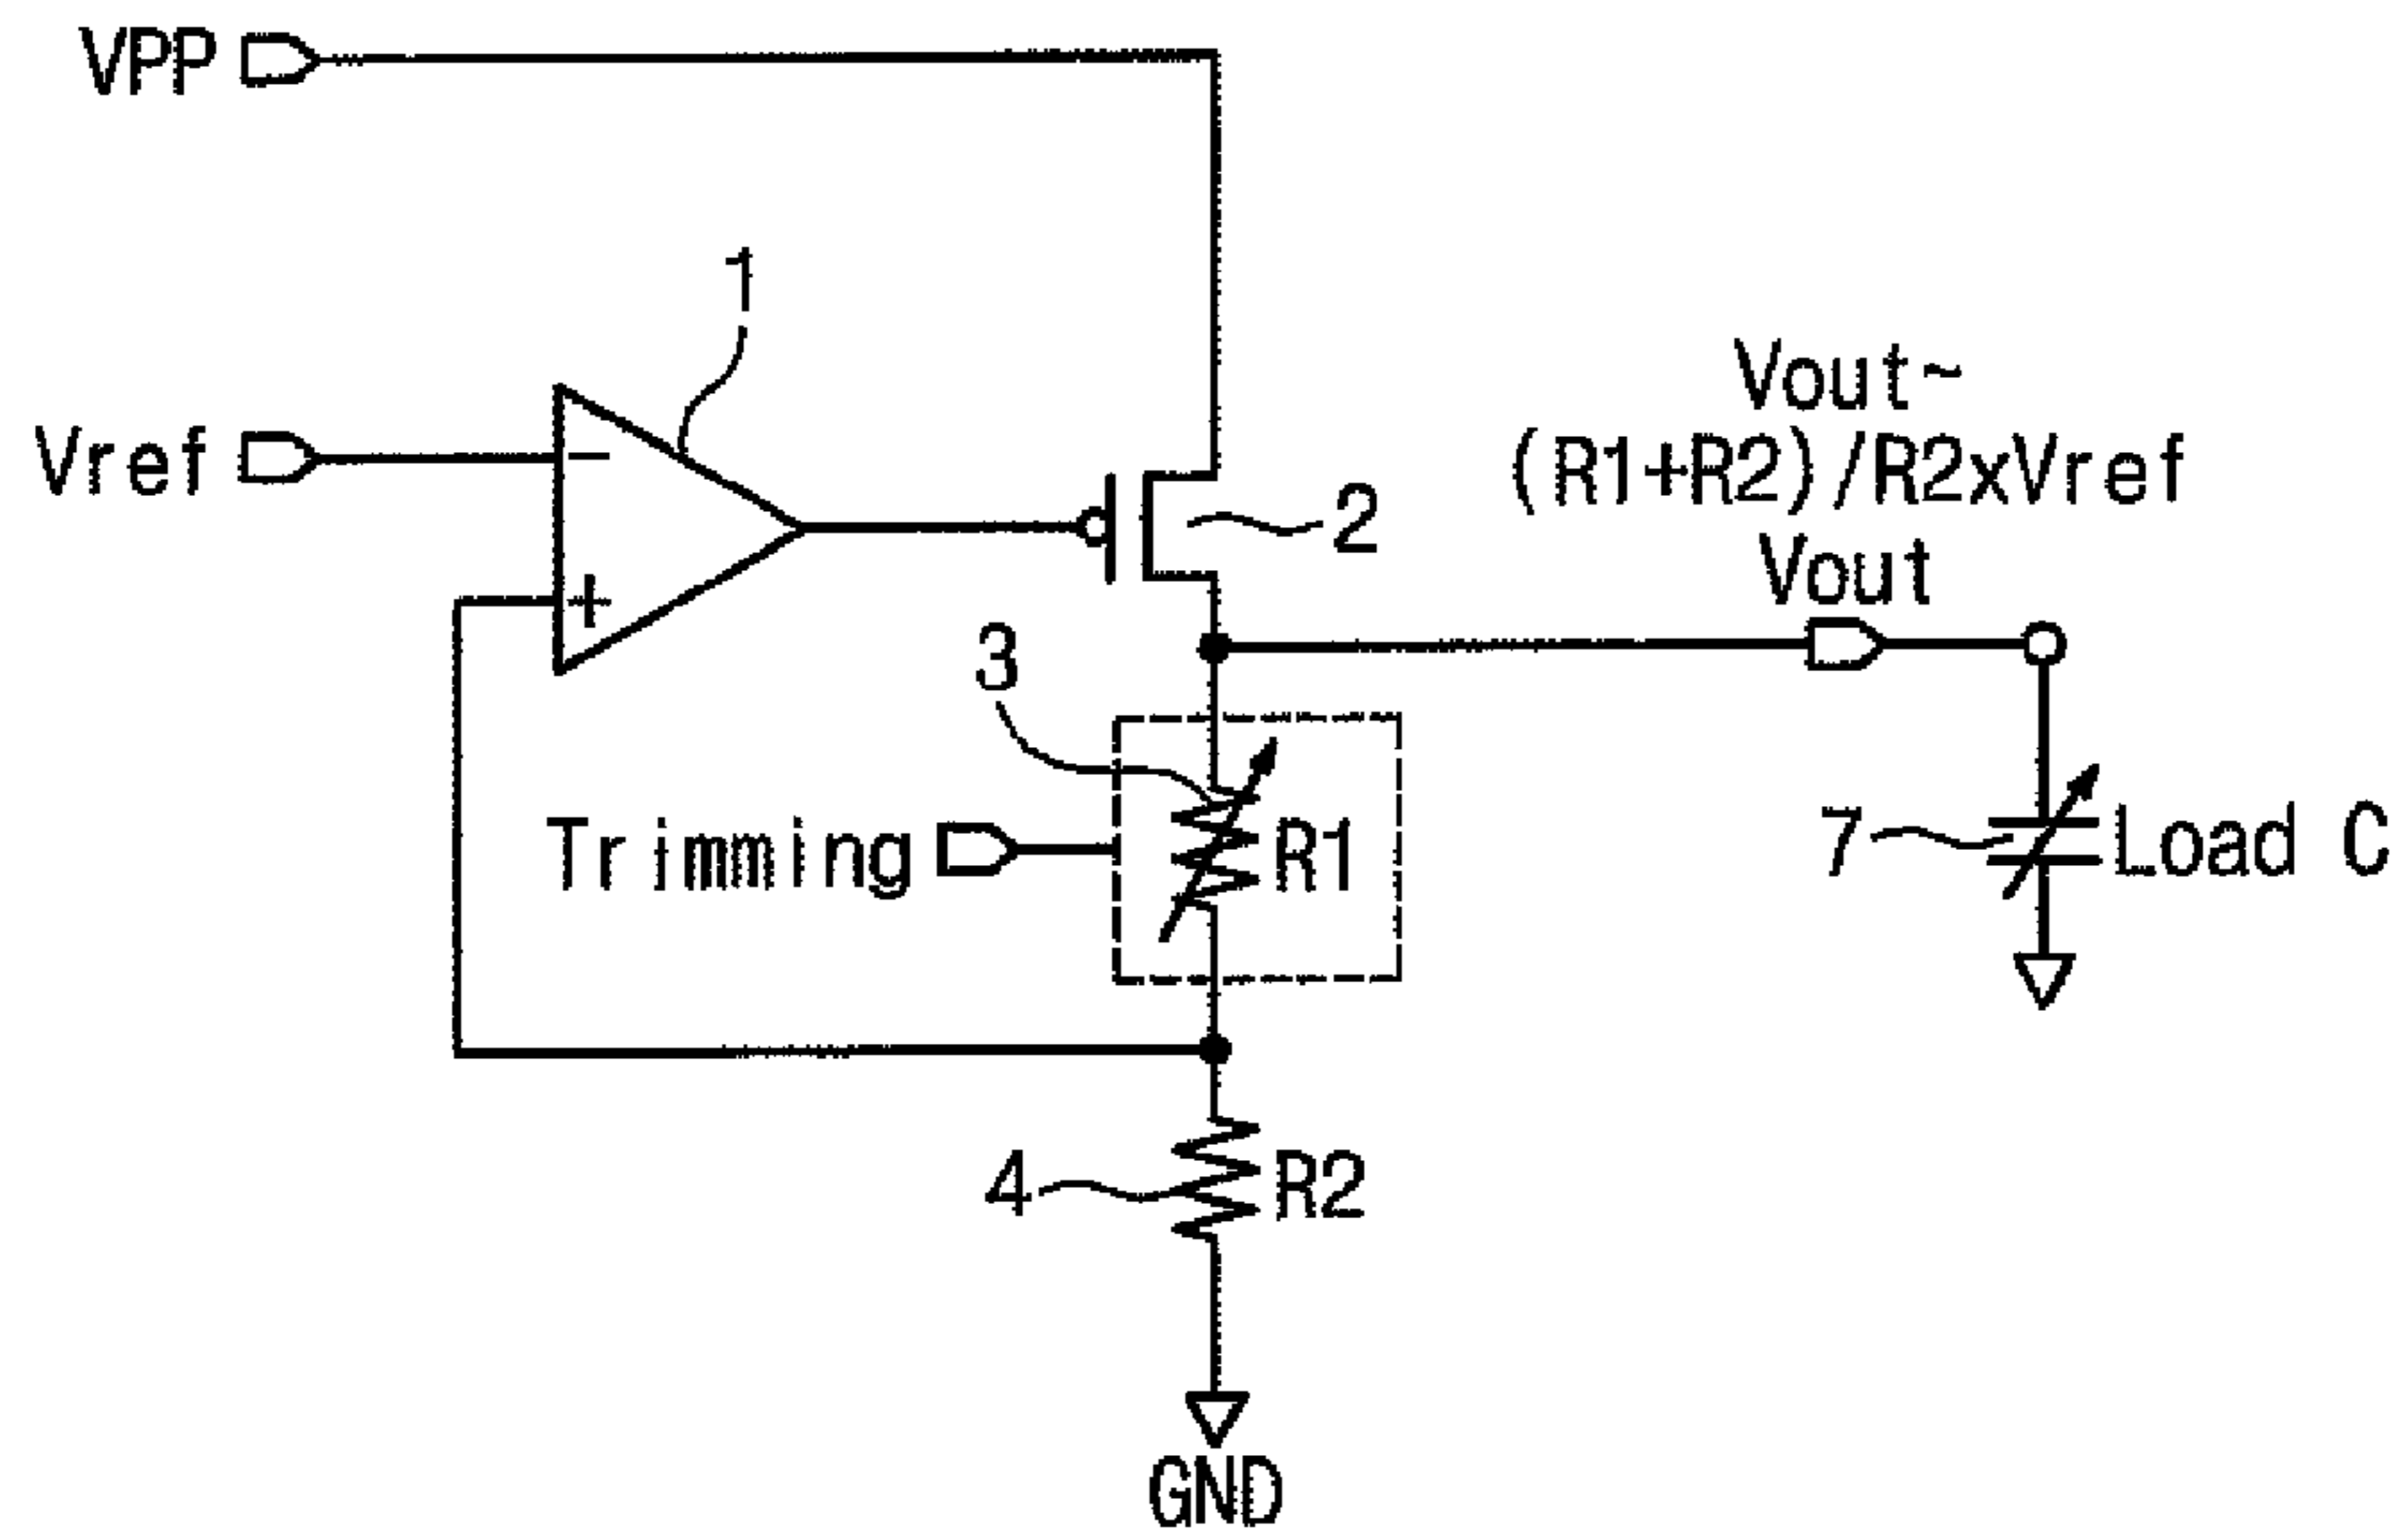 VPP
1
Vref
-
+
2
Vout~
(R1+R2)/R2xVref
Vout
3
Trimming
R1
7
Load C
4
R2
GND